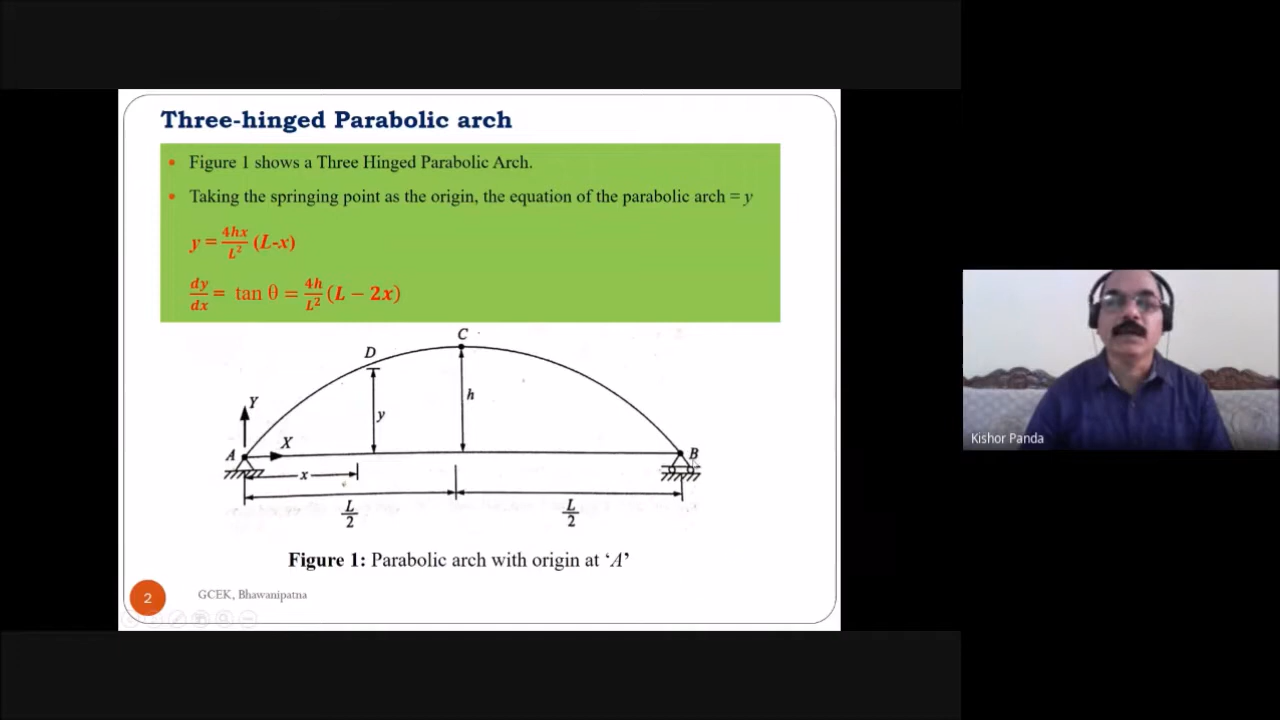 Three-hinged Parabolic arch
• Figure 1 shows a Three Hinged Parabolic Arch.
• Taking the springing point as the origin, the equation of the parabolic arch = y
y = 4hx/L² (L-x)
dy/dx = tan θ = 4h/L² (L − 2x)
C
D
h
Y
y
X
A
B
x
L/2
L/2
Figure 1: Parabolic arch with origin at ‘A’
2
GCEK, Bhawanipatna
Kishor Panda